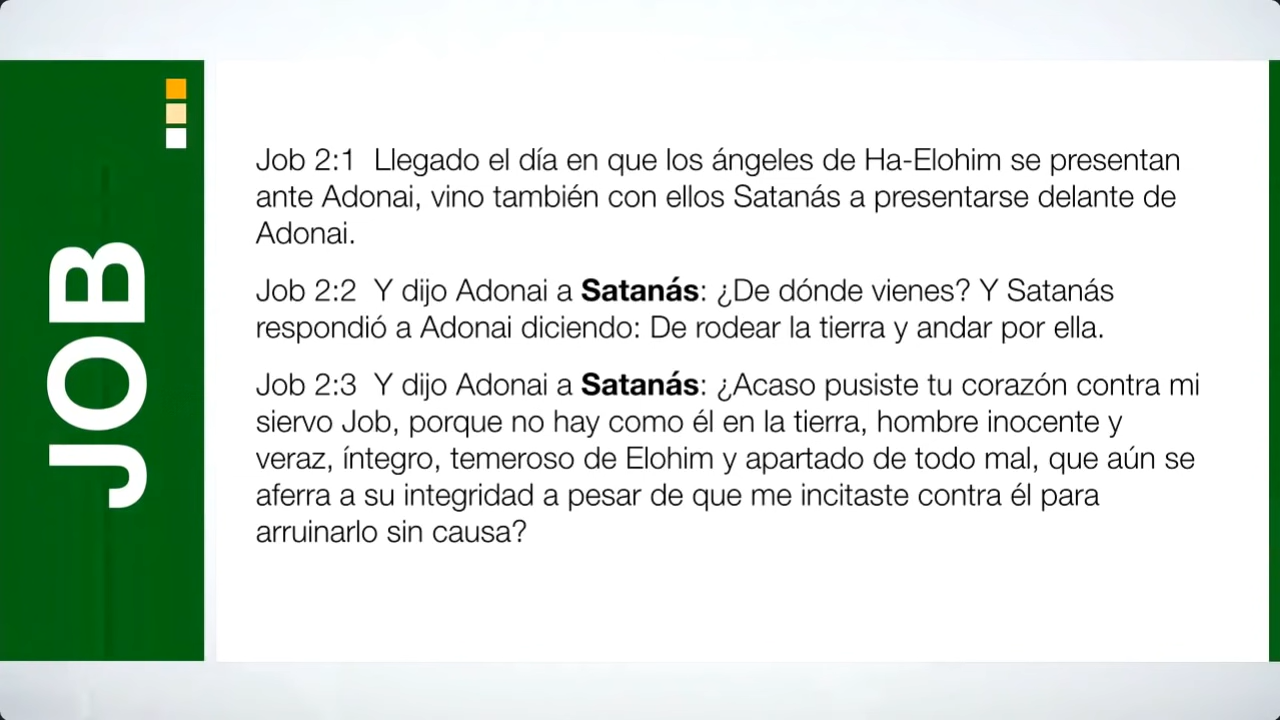 JOB
Job 2:1  Llegado el día en que los ángeles de Ha-Elohim se presentan
ante Adonai, vino también con ellos Satanás a presentarse delante de
Adonai.
Job 2:2  Y dijo Adonai a Satanás: ¿De dónde vienes? Y Satanás
respondió a Adonai diciendo: De rodear la tierra y andar por ella.
Job 2:3  Y dijo Adonai a Satanás: ¿Acaso pusiste tu corazón contra mi
siervo Job, porque no hay como él en la tierra, hombre inocente y
veraz, íntegro, temeroso de Elohim y apartado de todo mal, que aún se
aferra a su integridad a pesar de que me incitaste contra él para
arruinarlo sin causa?